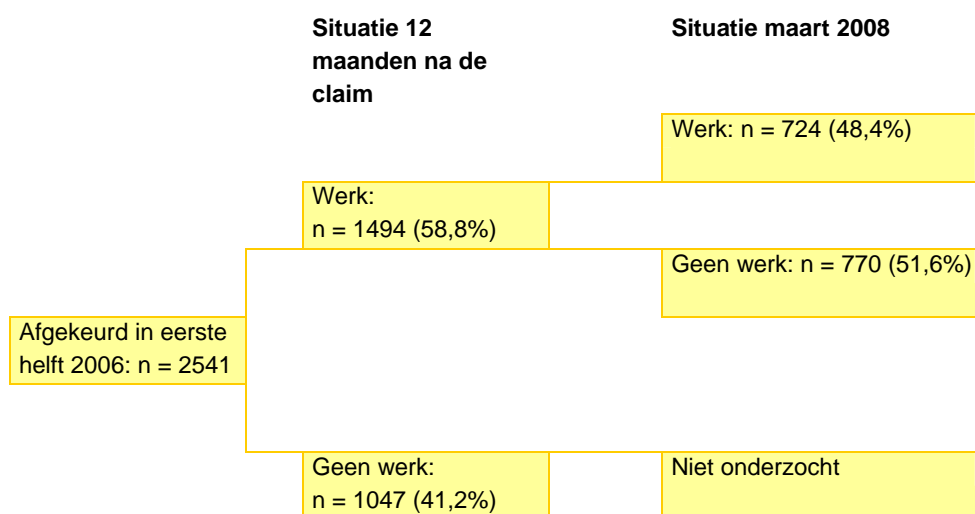 Situatie 12
maanden na de
claim
Situatie maart 2008
Werk: n = 724 (48,4%)
Werk:
n = 1494 (58,8%)
Geen werk: n = 770 (51,6%)
Afgekeurd in eerste
helft 2006: n = 2541
Geen werk:
n = 1047 (41,2%)
Niet onderzocht